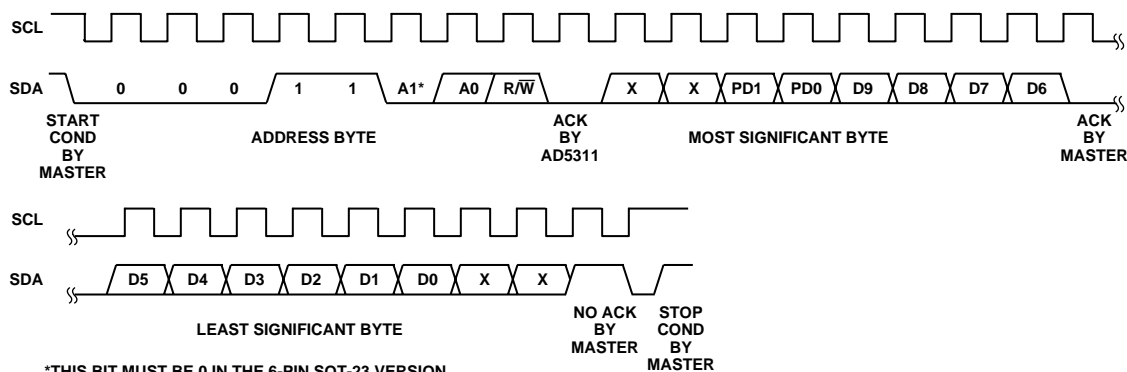 SCL
SDA 0 0 0 1 1 A1* A0 R/W̅ X X PD1 PD0 D9 D8 D7 D6
START COND BY MASTER
ADDRESS BYTE
ACK BY AD5311
MOST SIGNIFICANT BYTE
ACK BY MASTER
SCL
SDA D5 D4 D3 D2 D1 D0 X X
LEAST SIGNIFICANT BYTE
NO ACK BY MASTER
STOP COND BY MASTER
*THIS BIT MUST BE 0 IN THE 6-PIN SOT-23 VERSION